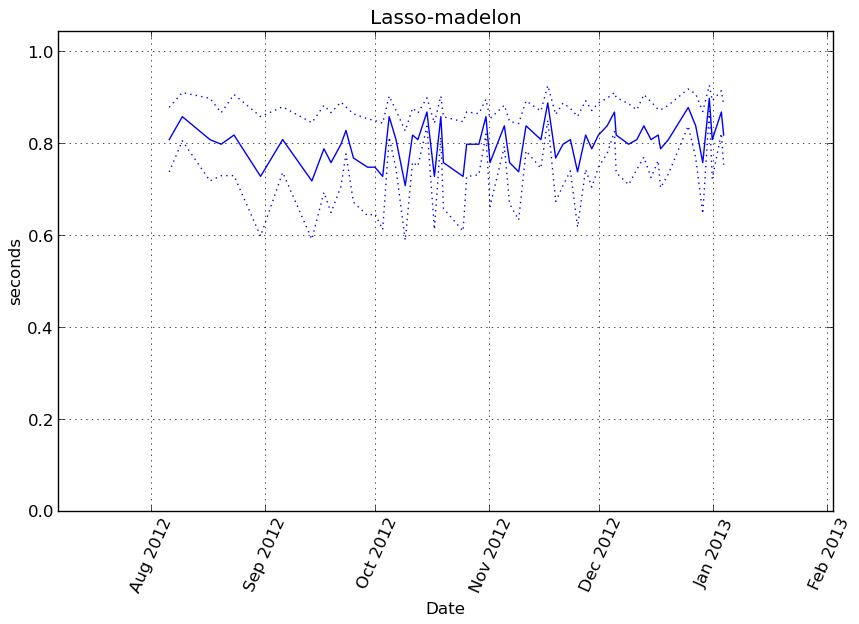 Lasso-madelon
1.0
0.8
0.6
0.4
0.2
0.0
seconds
Aug 2012
Sep 2012
Oct 2012
Nov 2012
Dec 2012
Jan 2013
Feb 2013
Date